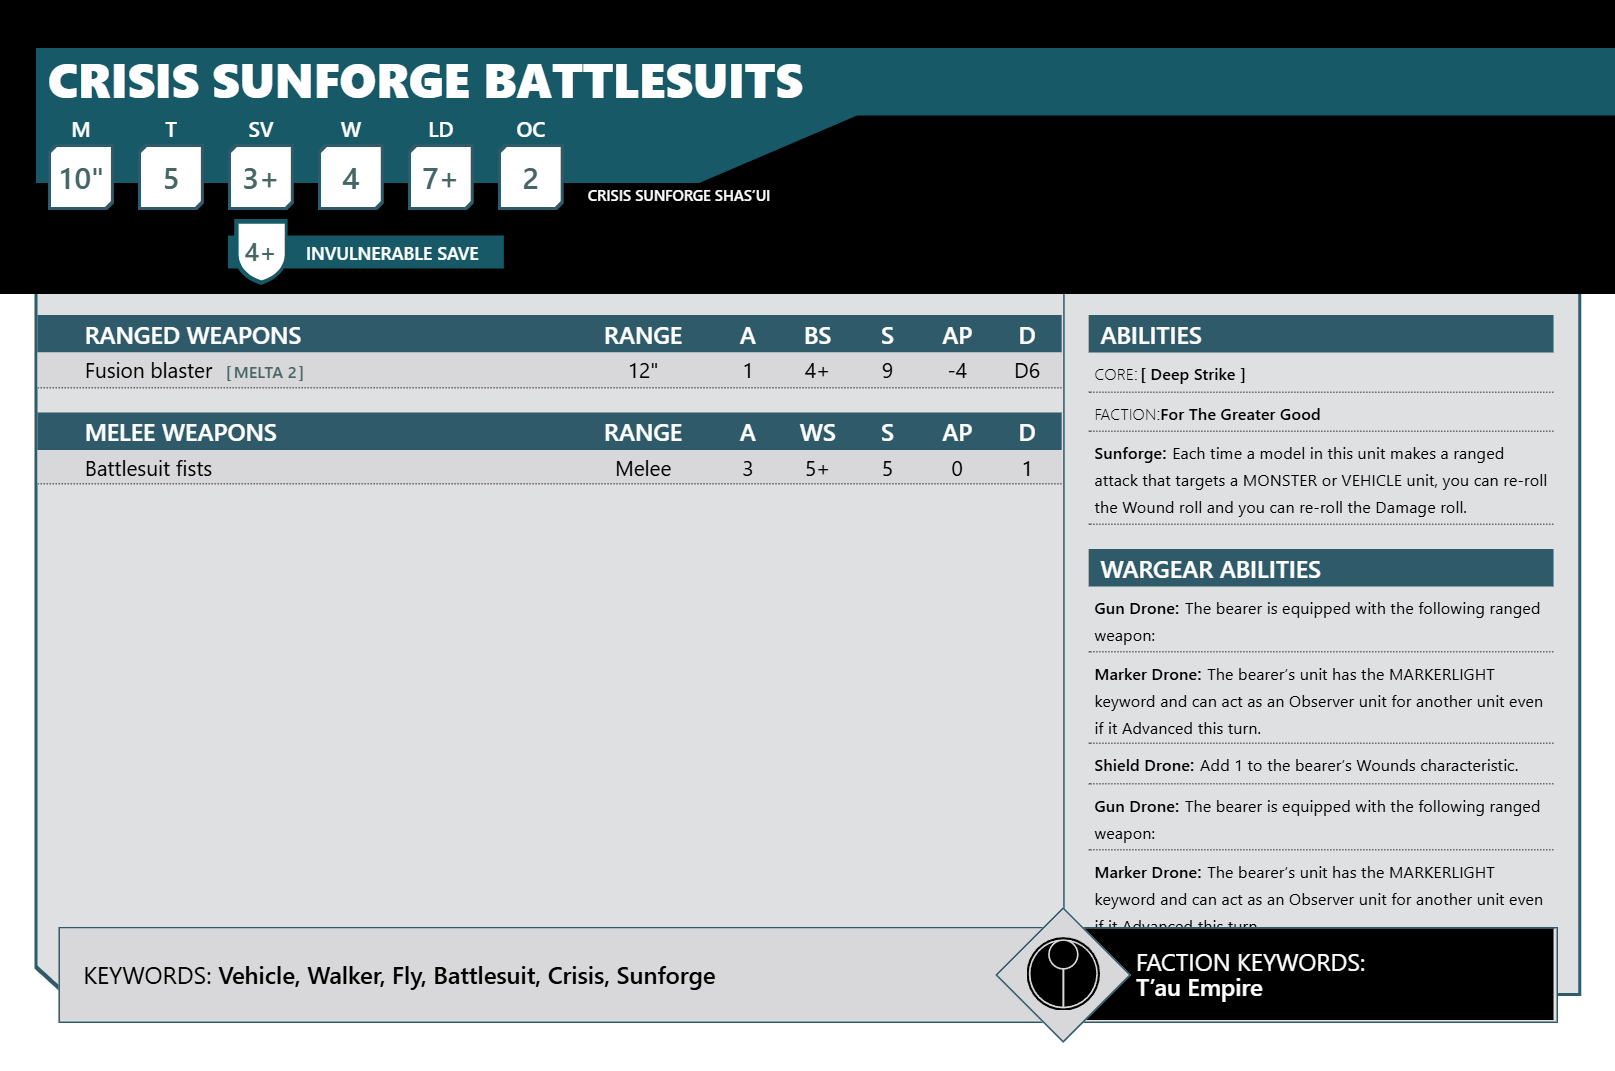 CRISIS SUNFORGE BATTLESUITS
M T SV W LD OC
10" 5 3+ 4 7+ 2
CRISIS SUNFORGE SHAS’UI
4+ INVULNERABLE SAVE
RANGED WEAPONS RANGE A BS S AP D
Fusion blaster [MELTA 2] 12" 1 4+ 9 -4 D6
MELEE WEAPONS RANGE A WS S AP D
Battlesuit fists Melee 3 5+ 5 0 1
ABILITIES
CORE: [ Deep Strike ]
FACTION:For The Greater Good
Sunforge: Each time a model in this unit makes a ranged
attack that targets a MONSTER or VEHICLE unit, you can re-roll
the Wound roll and you can re-roll the Damage roll.
WARGEAR ABILITIES
Gun Drone: The bearer is equipped with the following ranged
weapon:
Marker Drone: The bearer’s unit has the MARKERLIGHT
keyword and can act as an Observer unit for another unit even
if it Advanced this turn.
Shield Drone: Add 1 to the bearer’s Wounds characteristic.
Gun Drone: The bearer is equipped with the following ranged
weapon:
Marker Drone: The bearer’s unit has the MARKERLIGHT
keyword and can act as an Observer unit for another unit even
if it Advanced this turn.
KEYWORDS: Vehicle, Walker, Fly, Battlesuit, Crisis, Sunforge
FACTION KEYWORDS:
T’au Empire